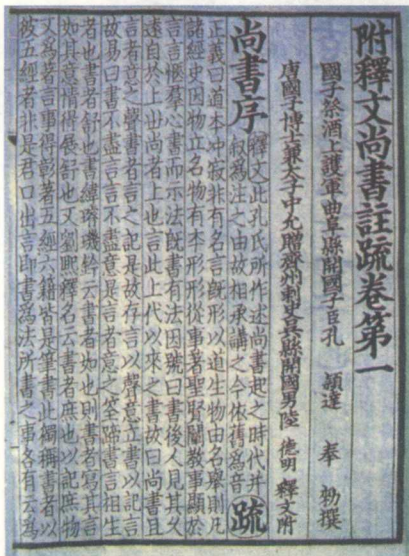 附釋文尚書註疏卷第一
國子祭酒上護軍曲阜縣開國子臣孔 穎達 奉 勑撰
唐國子博士兼太子中允贈齊州刺史吳縣開國男陸 德明 釋文附
尚書序
釋文此孔氏所作述尚書起之時代并
叙為注之由故相承講之今依舊為音
疏
正義曰道本冲寂非有名言既形以道生物由名舉則凡
諸經史因物立名物有本形形從事著聖賢闡教事顯於
言言愜羣心書而示法既書有法因號曰書後人見其久
遠自於上世尚者上也言此上代以來之書故曰尚書且
言者意之聲書者言之記是故存言以聲意立書以記言
故易曰書不盡言言不盡意是言者意之筌蹄書言相生
者也書者舒也書緯璿璣鈐云書者如也則書者寫其言
如其意情得展舒也又劉熙釋名云書者庶也以記庶物
又為著言事得彰著五經六籍皆是筆書此獨稱書者以
彼五經者非是君口出言即書為法所書之事各有云為